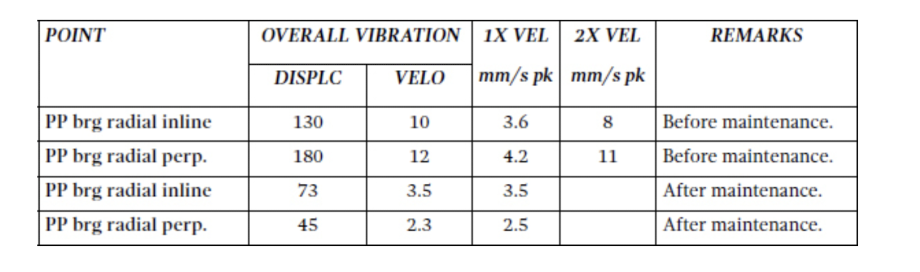 POINT OVERALL VIBRATION 1X VEL 2X VEL REMARKS
DISPLC VELO mm/s pk mm/s pk
PP brg radial inline 130 10 3.6 8 Before maintenance.
PP brg radial perp. 180 12 4.2 11 Before maintenance.
PP brg radial inline 73 3.5 3.5 After maintenance.
PP brg radial perp. 45 2.3 2.5 After maintenance.